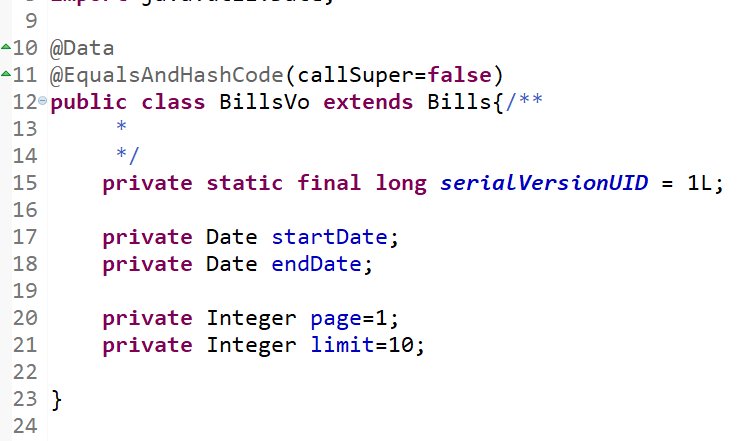 9
10 @Data
11 @EqualsAndHashCode(callSuper=false)
12 public class BillsVo extends Bills{/**
13 *
14 */
15 private static final long serialVersionUID = 1L;
16
17 private Date startDate;
18 private Date endDate;
19
20 private Integer page=1;
21 private Integer limit=10;
22
23 }
24